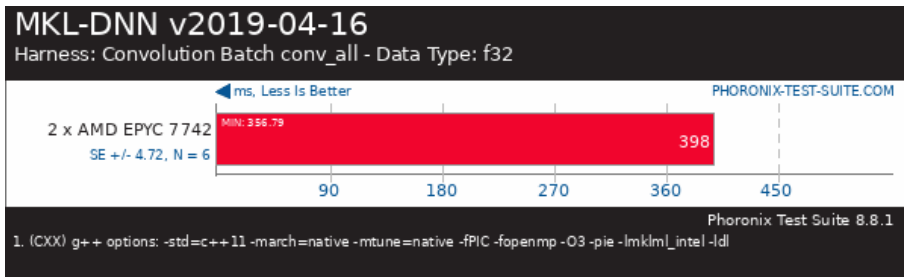 MKL-DNN v2019-04-16
Harness: Convolution Batch conv_all - Data Type: f32
◀ ms, Less Is Better PHORONIX-TEST-SUITE.COM
2 x AMD EPYC 7742 MIN: 356.79 398
SE +/- 4.72, N = 6
90 180 270 360 450
Phoronix Test Suite 8.8.1
1. (CXX) g++ options: -std=c++11 -march=native -mtune=native -fPIC -fopenmp -O3 -pie -lmklml_intel -ldl